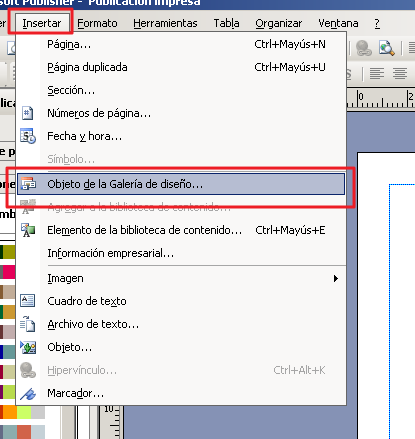 soft Publisher - Publicación impresa
Insertar Formato Herramientas Tabla Organizar Ventana ?
Página... Ctrl+Mayús+N
Página duplicada Ctrl+Mayús+U
Sección...
Números de página...
Fecha y hora...
Símbolo...
Objeto de la Galería de diseño...
Agregar a la biblioteca de contenido...
Elemento de la biblioteca de contenido... Ctrl+Mayús+E
Información empresarial...
Imagen
Cuadro de texto
Archivo de texto...
Objeto...
Hipervínculo... Ctrl+Alt+K
Marcador...
0 2
10